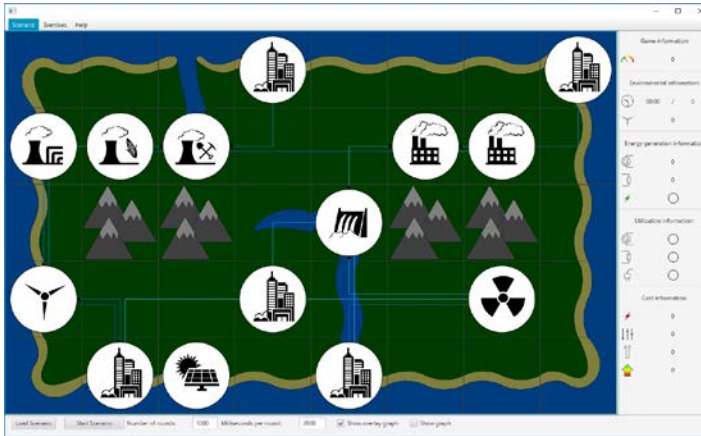 Scenario Exercises Help
Game information
0
Environmental information
00:00 / 0
0
Energy generation information
0
0
Utilization information
Cost information
0
0
0
0
Load Scenario Start Scenario Number of rounds: 1000 Milliseconds per round: Show overlay graph Show graph